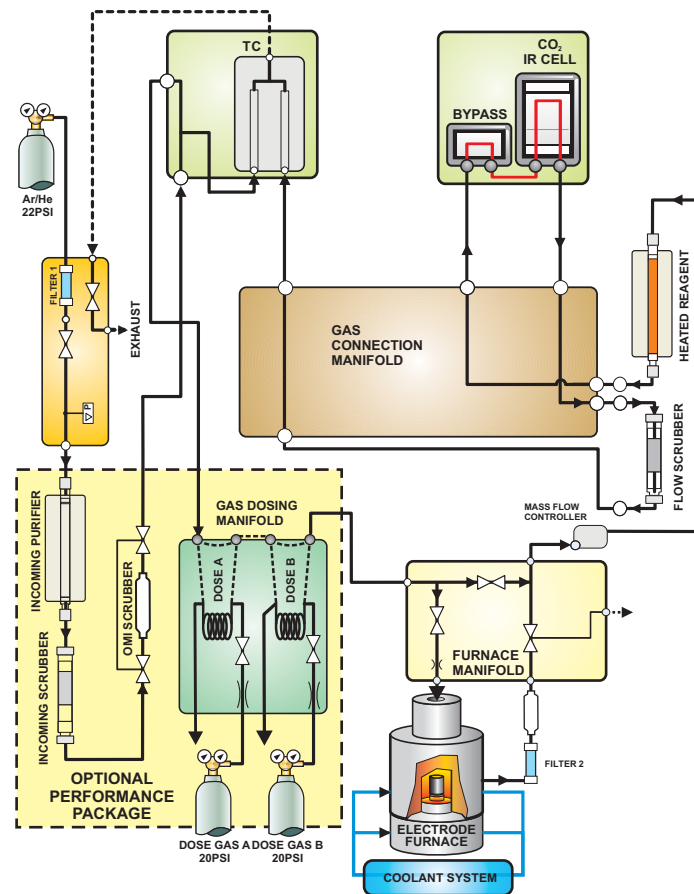 TC
CO₂
IR CELL
BYPASS
Ar/He
22PSI
FILTER 1
EXHAUST
P
GAS
CONNECTION
MANIFOLD
HEATED REAGENT
FLOW SCRUBBER
MASS FLOW
CONTROLLER
INCOMING PURIFIER
INCOMING SCRUBBER
OMI SCRUBBER
GAS DOSING
MANIFOLD
DOSE A
DOSE B
FURNACE
MANIFOLD
FILTER 2
OPTIONAL
PERFORMANCE
PACKAGE
DOSE GAS A
20PSI
DOSE GAS B
20PSI
ELECTRODE
FURNACE
COOLANT SYSTEM